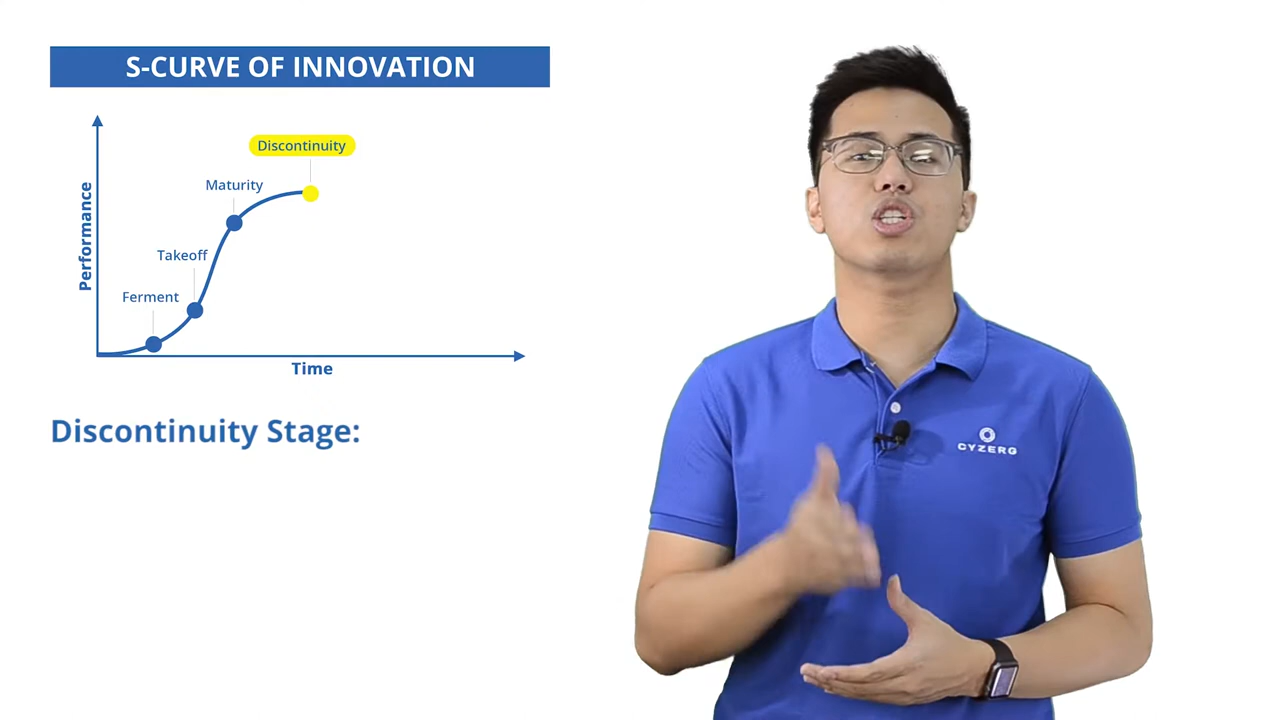 S-CURVE OF INNOVATION
Discontinuity
Maturity
Takeoff
Ferment
Performance
Time
Discontinuity Stage:
CYZERG